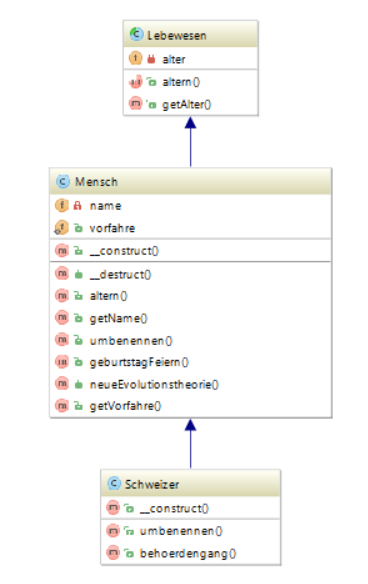 Lebewesen
alter
altern()
getAlter()
Mensch
name
vorfahre
__construct()
__destruct()
altern()
getName()
umbenennen()
geburtstagFeiern()
neueEvolutionstheorie()
getVorfahre()
Schweizer
__construct()
umbenennen()
behoerdengang()